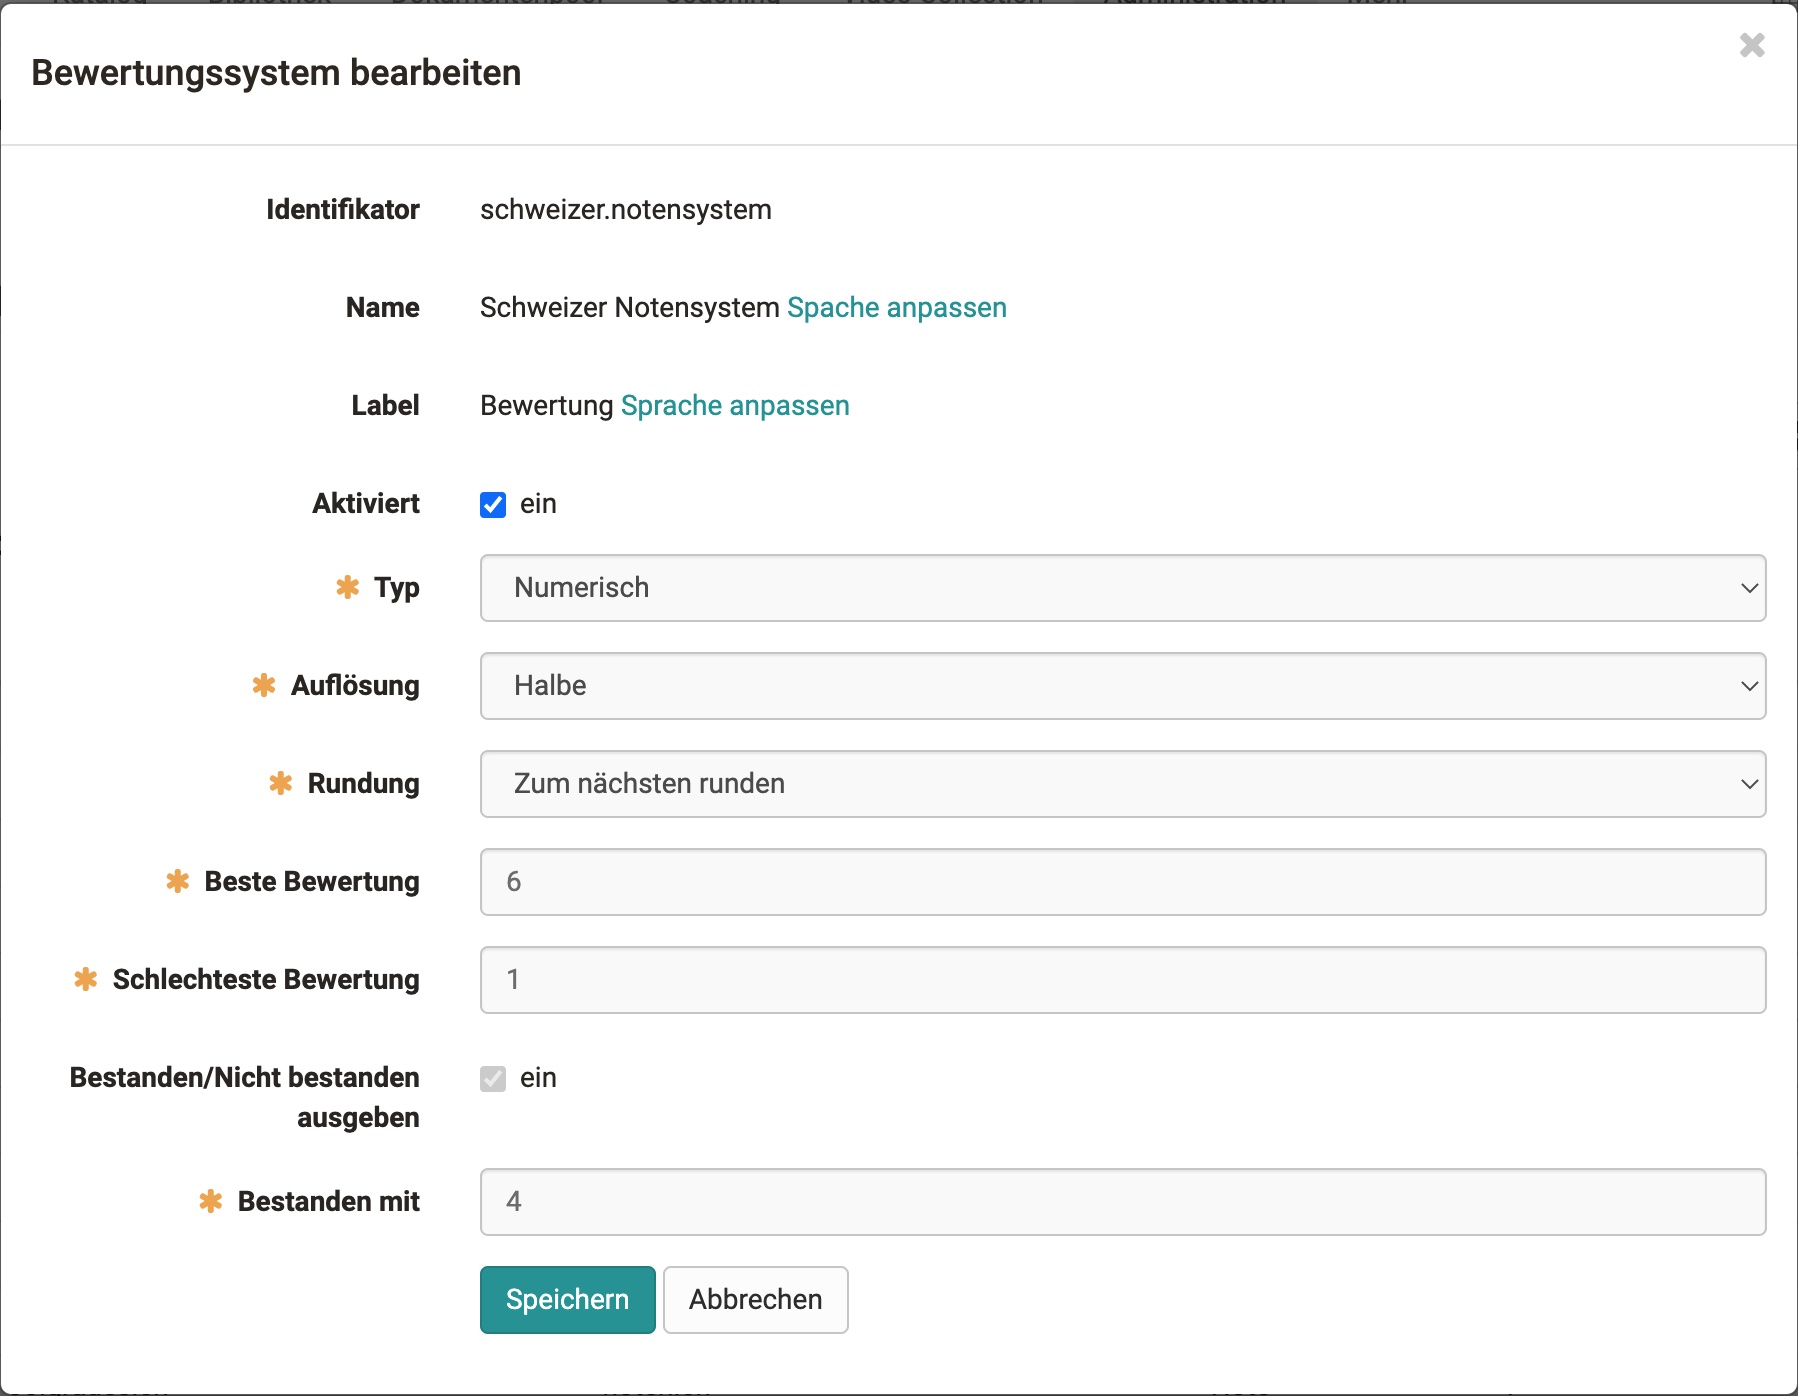 Bewertungssystem bearbeiten
Identifikator schweizer.notensystem
Name Schweizer Notensystem Spache anpassen
Label Bewertung Sprache anpassen
Aktiviert ein
Typ Numerisch
Auflösung Halbe
Rundung Zum nächsten runden
Beste Bewertung 6
Schlechteste Bewertung 1
Bestanden/Nicht bestanden ein
ausgeben
Bestanden mit 4
Speichern Abbrechen